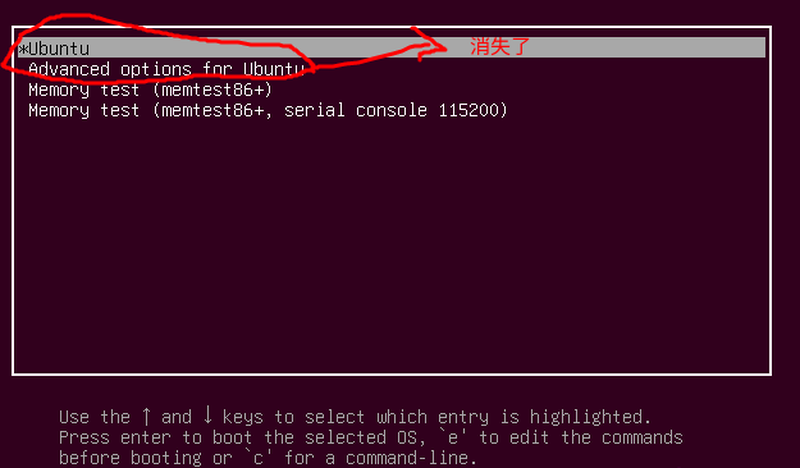 *Ubuntu
消失了
Advanced options for Ubuntu
Memory test (memtest86+)
Memory test (memtest86+, serial console 115200)
Use the ↑ and ↓ keys to select which entry is highlighted.
Press enter to boot the selected OS, `e' to edit the commands
before booting or `c' for a command-line.